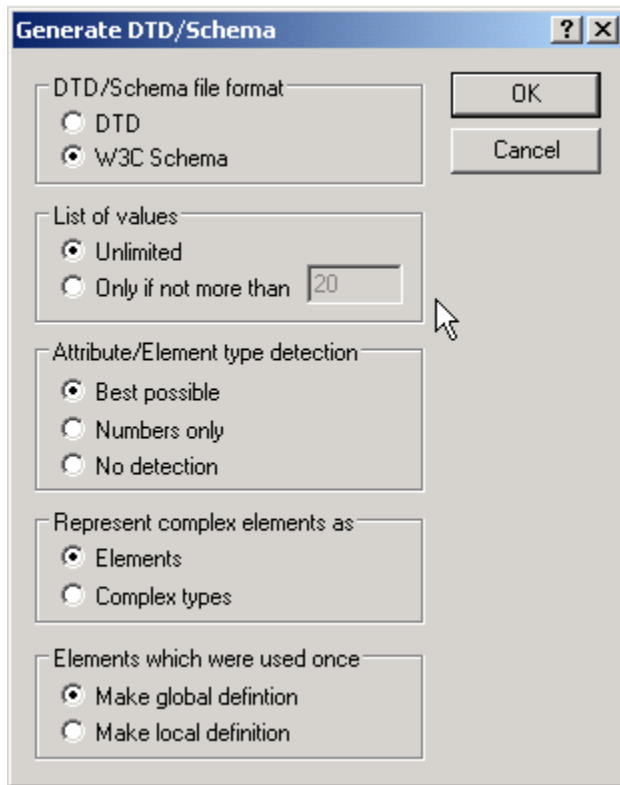 Generate DTD/Schema
DTD/Schema file format
DTD
W3C Schema
OK
Cancel
List of values
Unlimited
Only if not more than 20
Attribute/Element type detection
Best possible
Numbers only
No detection
Represent complex elements as
Elements
Complex types
Elements which were used once
Make global defintion
Make local definition